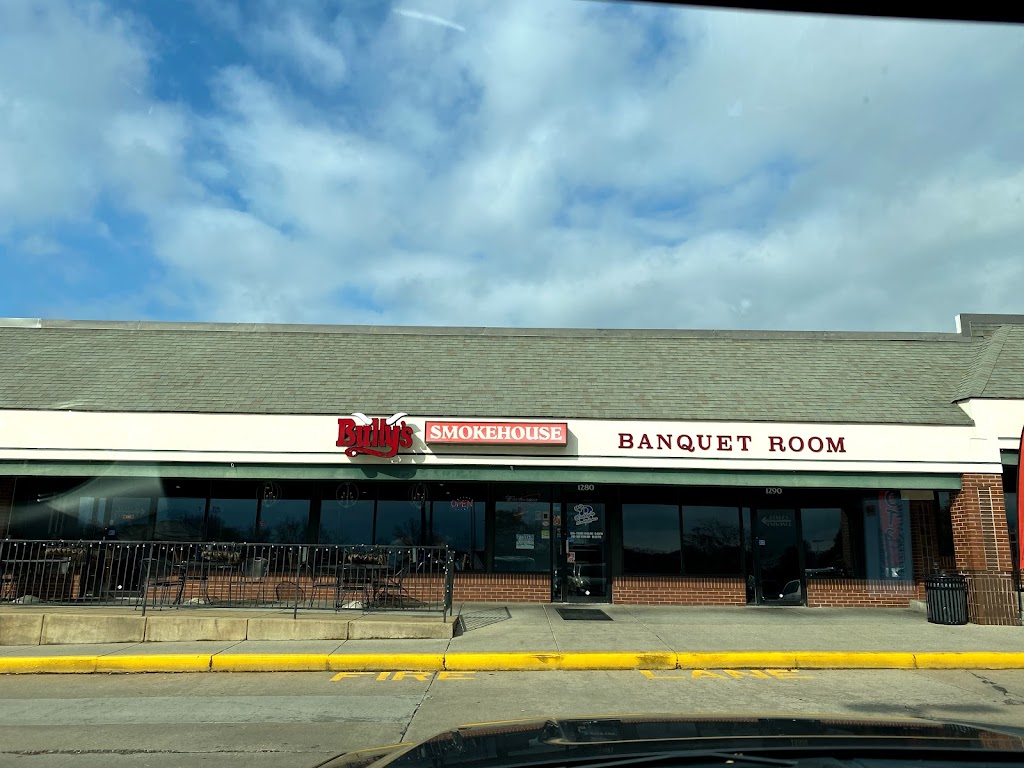 Bully's
SMOKEHOUSE
BANQUET ROOM
1280
1290
OPEN
FIRE LANE